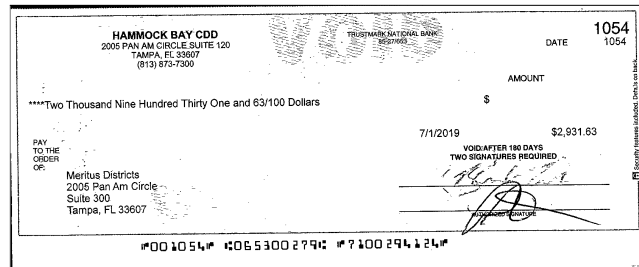 HAMMOCK BAY CDD
2005 PAN AM CIRCLE SUITE 120
TAMPA, FL 33607
(813) 873-7300
VOID
TRUSTMARK NATIONAL BANK
1054
DATE 1054
AMOUNT
****Two Thousand Nine Hundred Thirty One and 63/100 Dollars
$
7/1/2019 $2,931.63
PAY
TO THE
ORDER
OF:
VOID AFTER 180 DAYS
TWO SIGNATURES REQUIRED
Meritus Districts
2005 Pan Am Circle
Suite 300
Tampa, FL 33607
AUTHORIZED SIGNATURE
Security features included. Details on back.
⑈001054⑈ ⑆065300279⑆ ⑈7100294124⑈